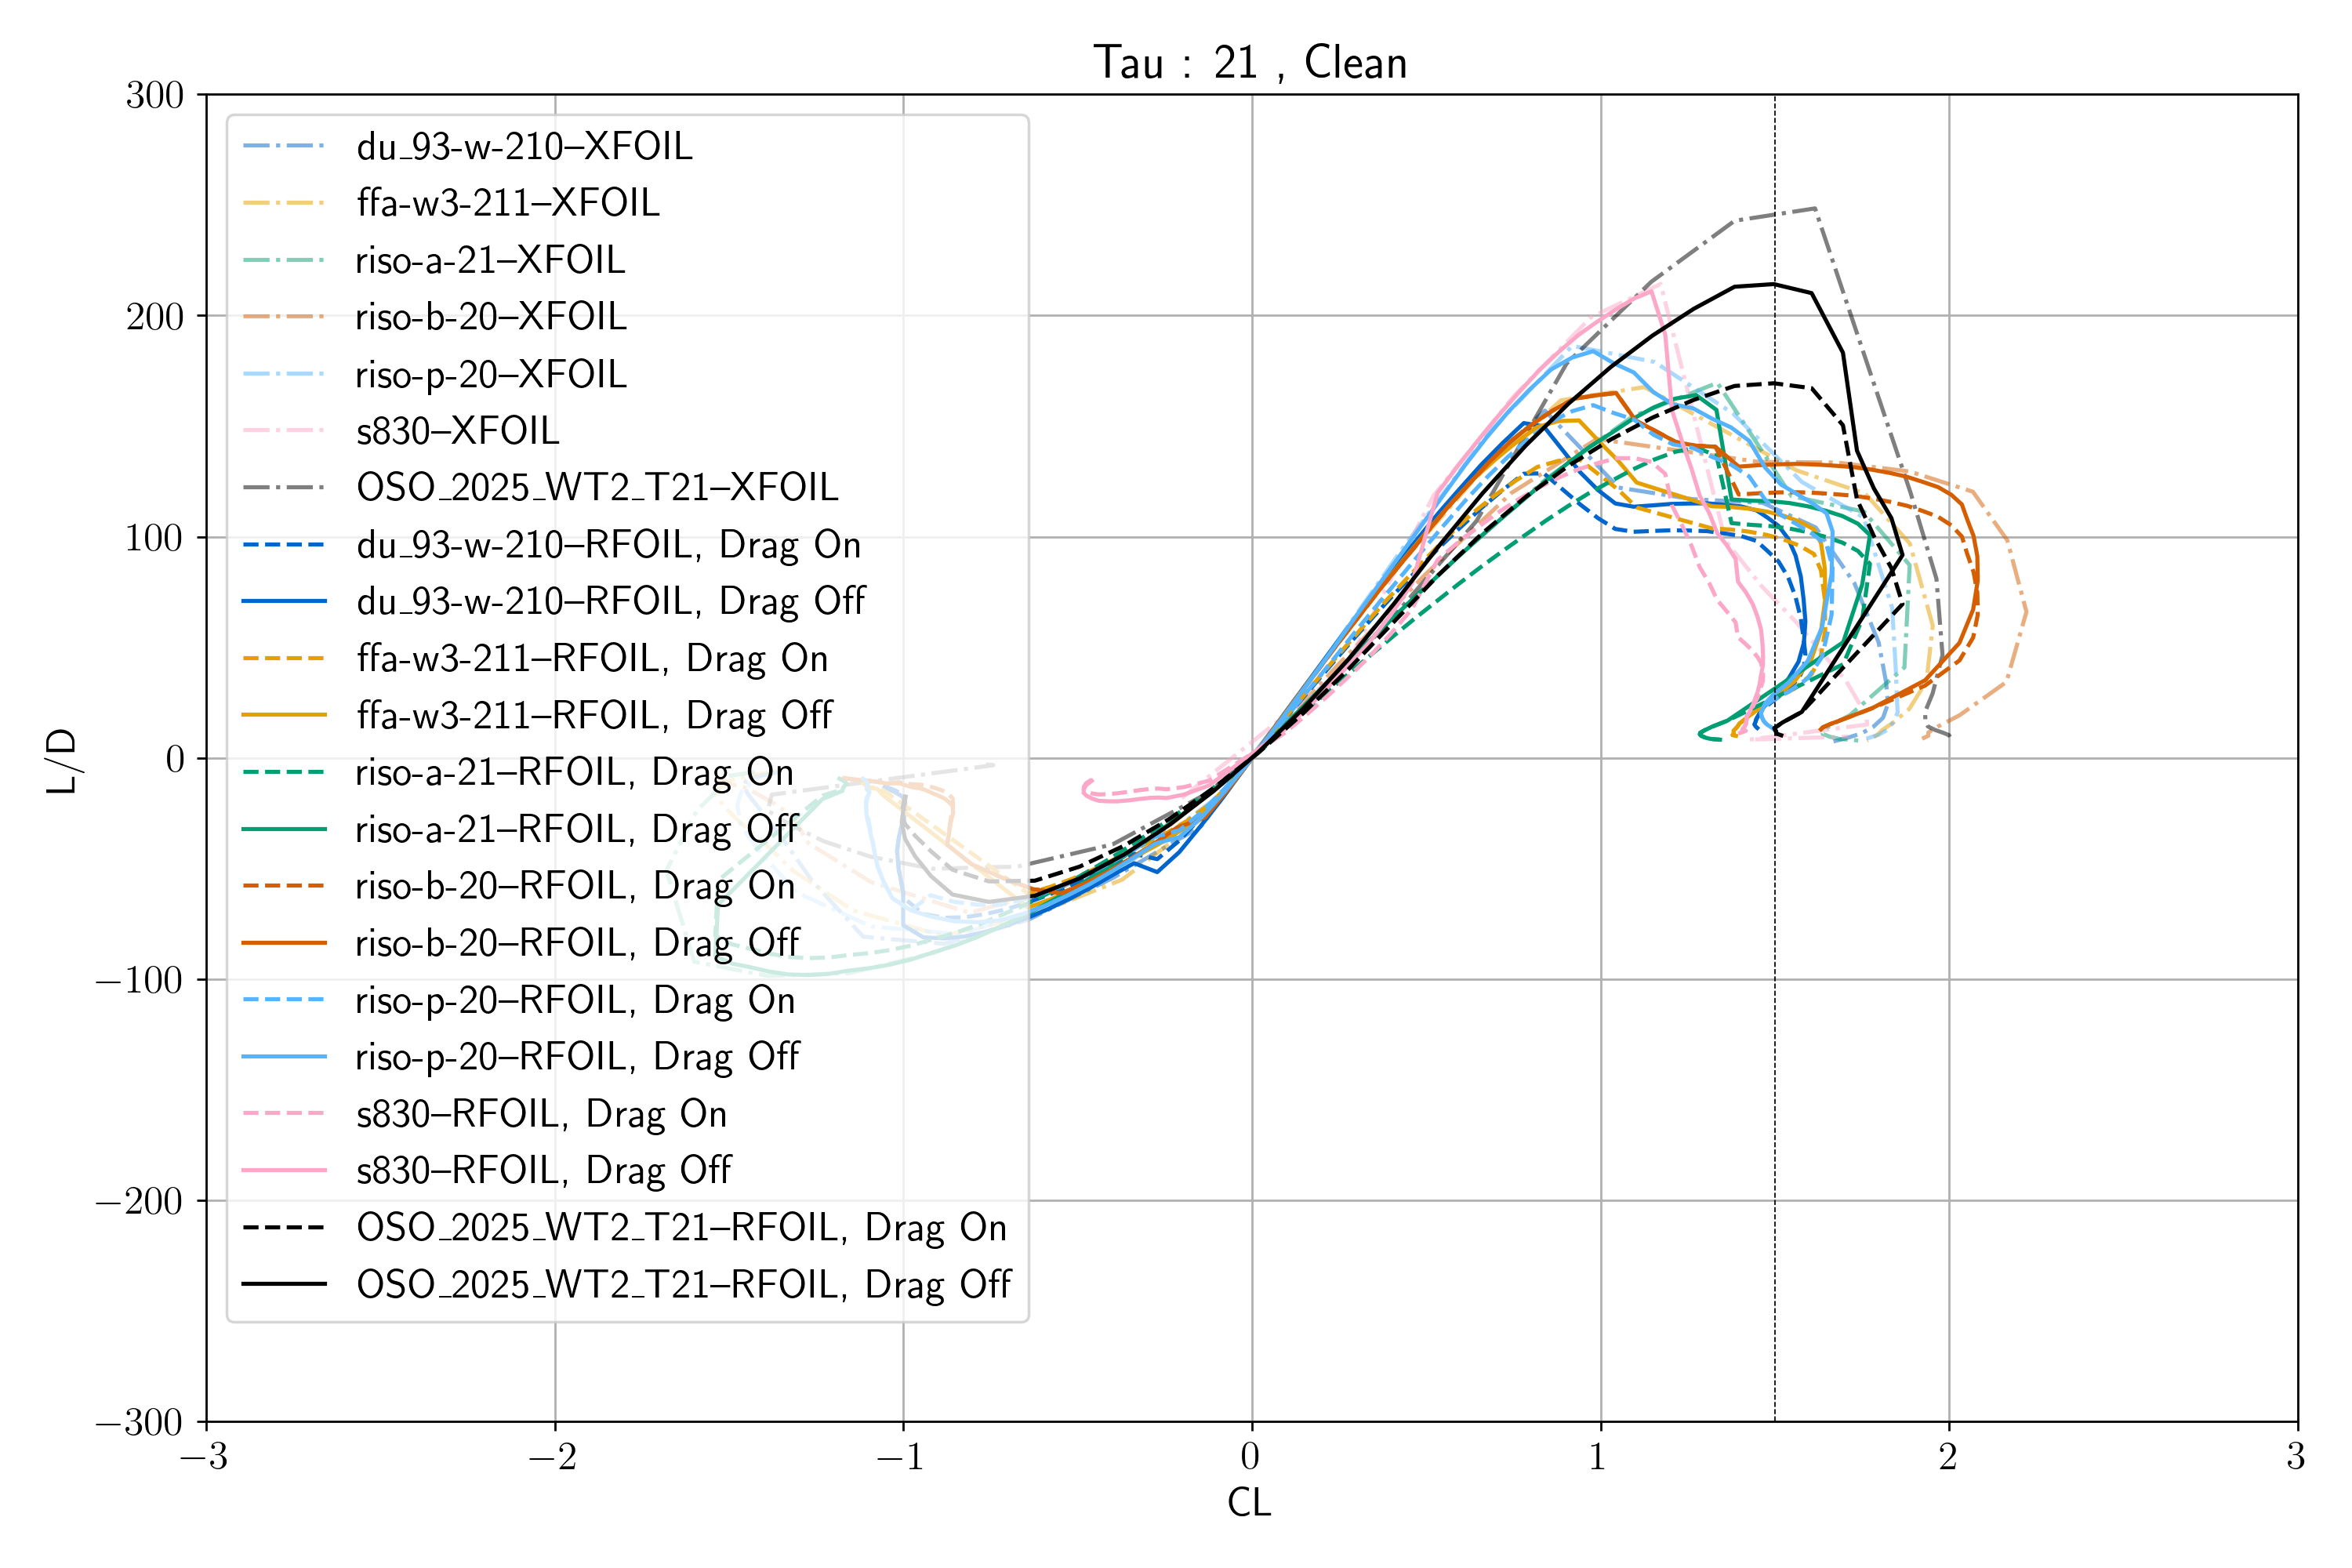 Tau : 21 , Clean
300
200
100
0
−100
−200
−300
L/D
du_93-w-210–XFOIL
ffa-w3-211–XFOIL
riso-a-21–XFOIL
riso-b-20–XFOIL
riso-p-20–XFOIL
s830–XFOIL
OSO_2025_WT2_T21–XFOIL
du_93-w-210–RFOIL, Drag On
du_93-w-210–RFOIL, Drag Off
ffa-w3-211–RFOIL, Drag On
ffa-w3-211–RFOIL, Drag Off
riso-a-21–RFOIL, Drag On
riso-a-21–RFOIL, Drag Off
riso-b-20–RFOIL, Drag On
riso-b-20–RFOIL, Drag Off
riso-p-20–RFOIL, Drag On
riso-p-20–RFOIL, Drag Off
s830–RFOIL, Drag On
s830–RFOIL, Drag Off
OSO_2025_WT2_T21–RFOIL, Drag On
OSO_2025_WT2_T21–RFOIL, Drag Off
−3 −2 −1 0 1 2 3
CL